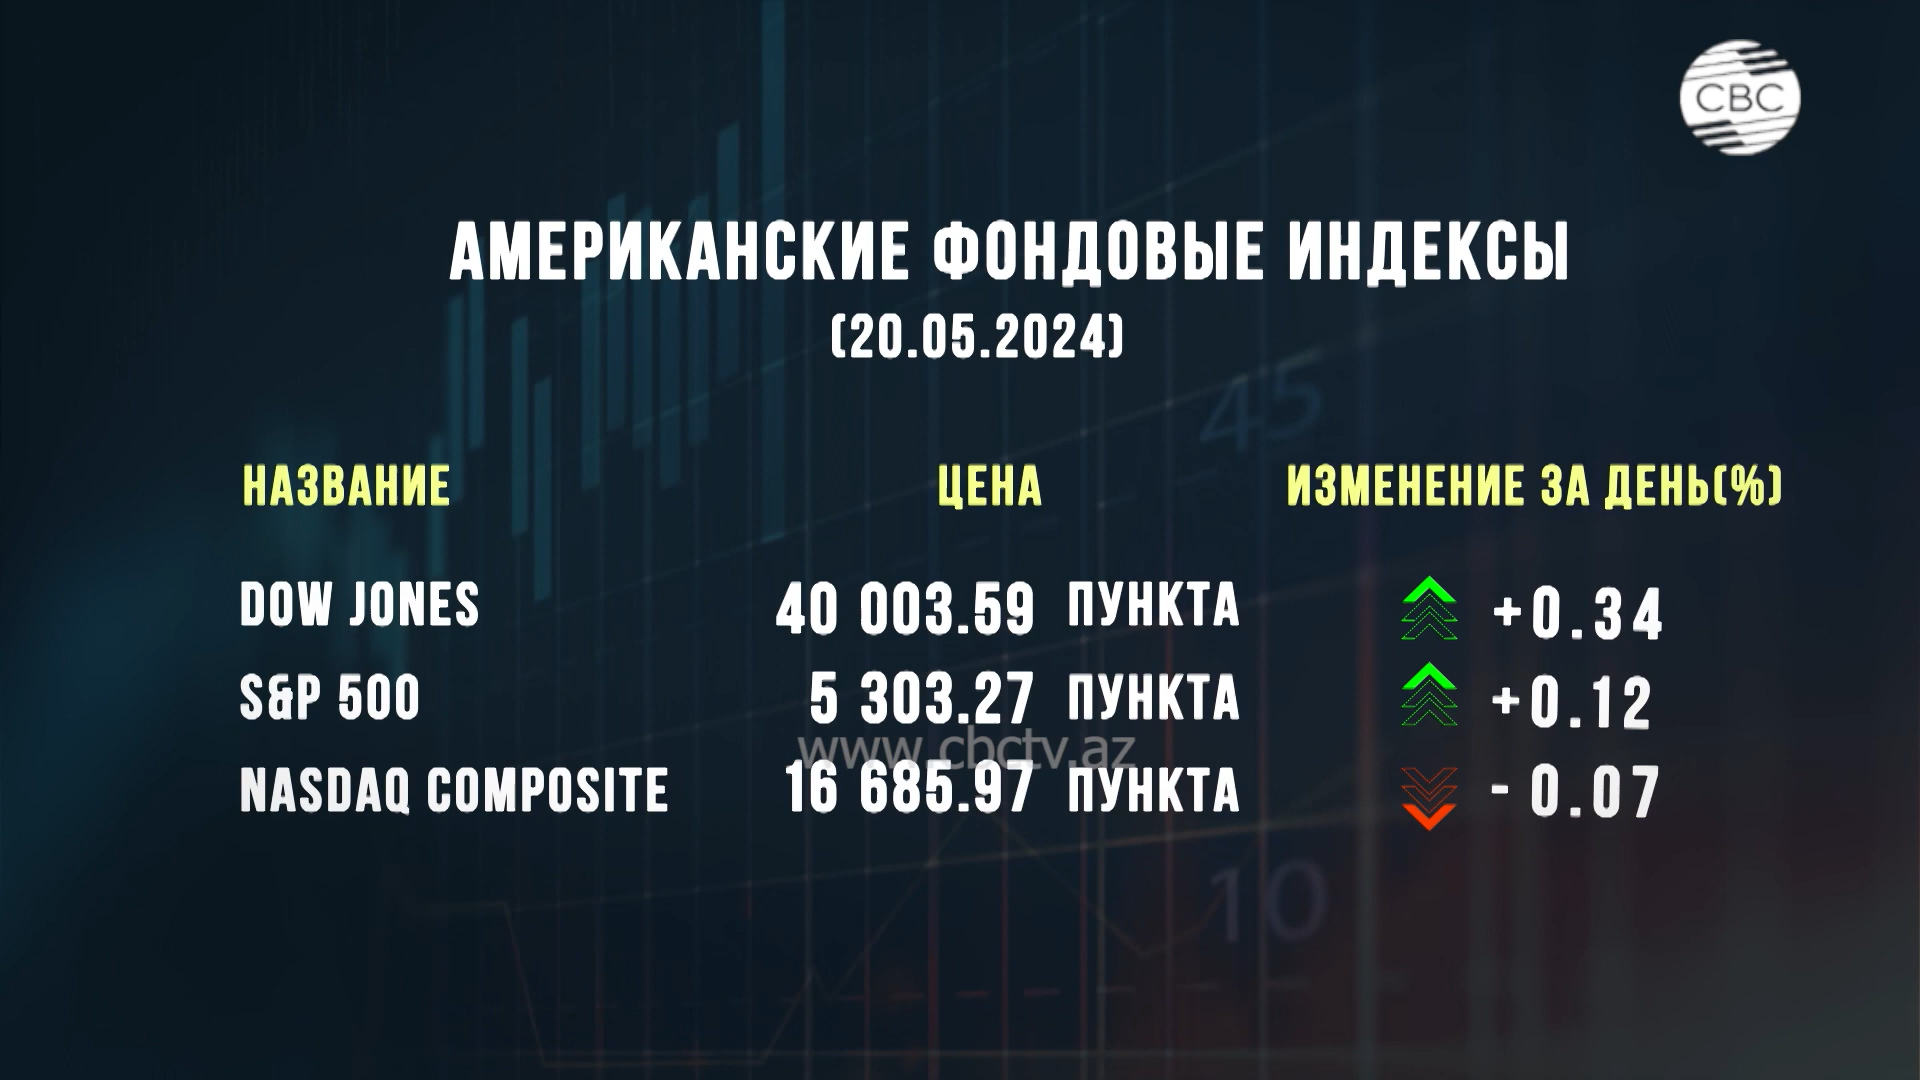 CBC
АМЕРИКАНСКИЕ ФОНДОВЫЕ ИНДЕКСЫ
(20.05.2024)
45
НАЗВАНИЕ ЦЕНА ИЗМЕНЕНИЕ ЗА ДЕНЬ(%)
DOW JONES 40 003.59 ПУНКТА +0.34
S&P 500 5 303.27 ПУНКТА +0.12
www.cbctv.az
NASDAQ COMPOSITE 16 685.97 ПУНКТА - 0.07
10